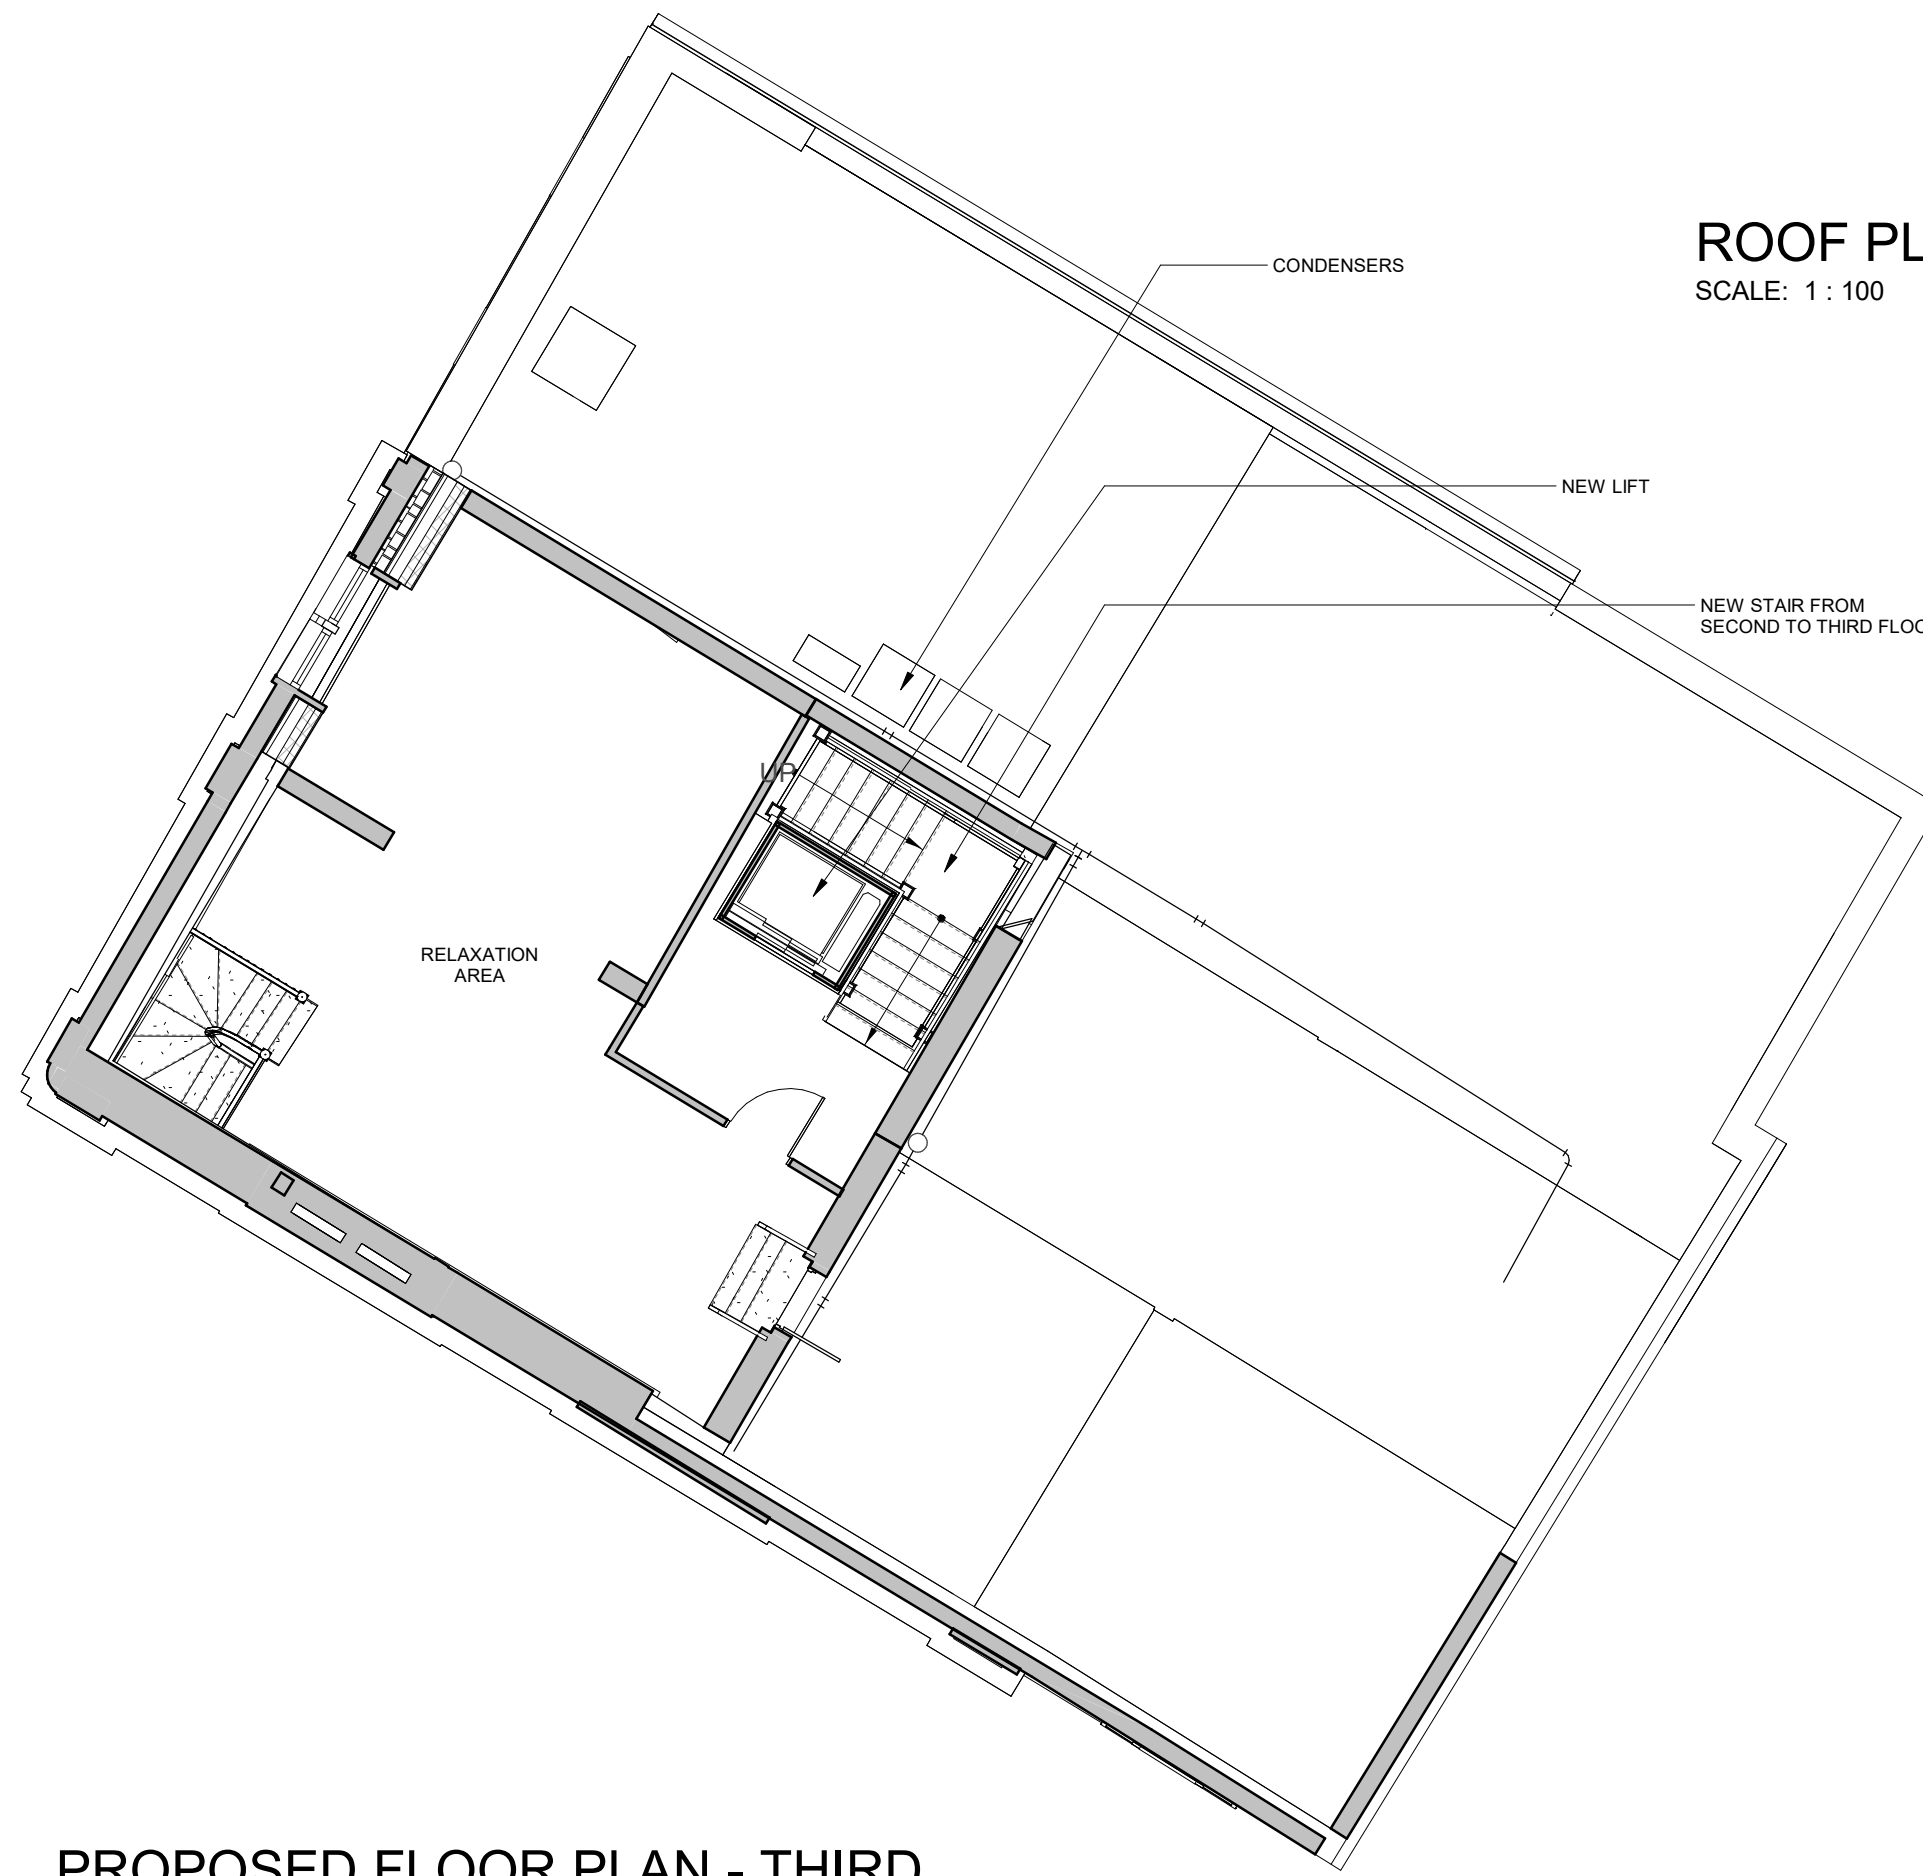 ROOF PL
SCALE: 1 : 100
CONDENSERS
NEW LIFT
NEW STAIR FROM
SECOND TO THIRD FLOO
UP
RELAXATION
AREA
PROPOSED FLOOR PLAN - THIRD